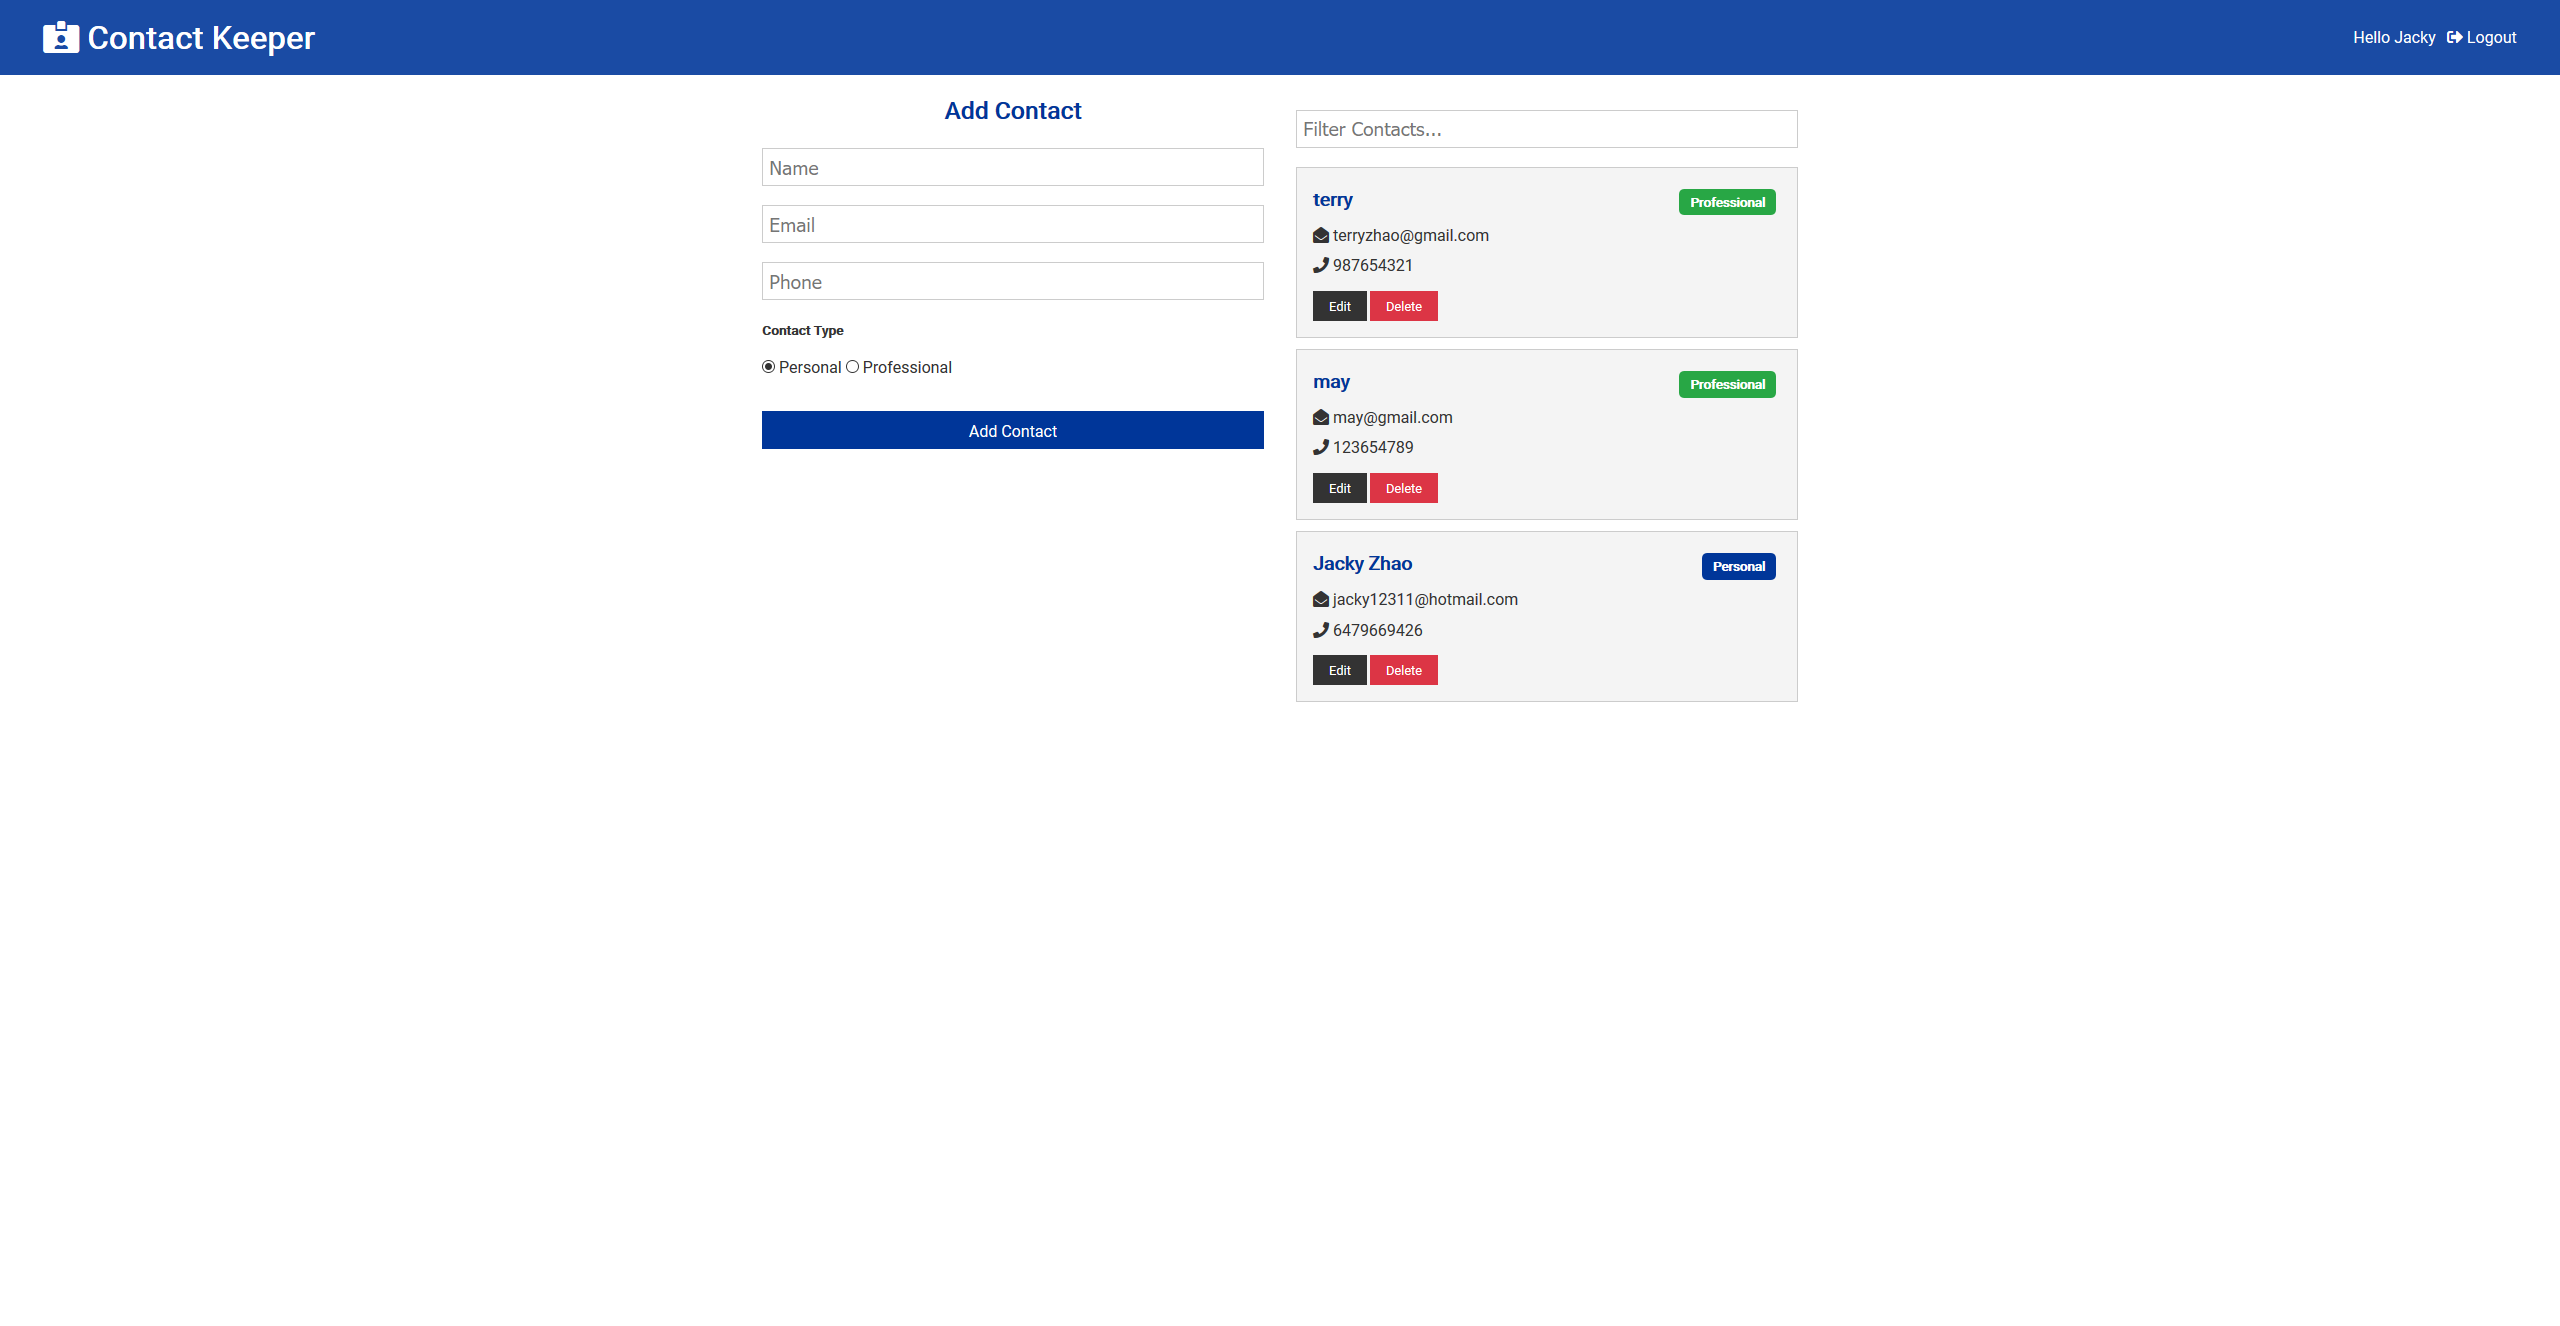 Contact Keeper
Hello Jacky Logout
Add Contact
Name
Email
Phone
Contact Type
Personal Professional
Add Contact
Filter Contacts...
terry Professional
terryzhao@gmail.com
987654321
Edit Delete
may Professional
may@gmail.com
123654789
Edit Delete
Jacky Zhao Personal
jacky12311@hotmail.com
6479669426
Edit Delete